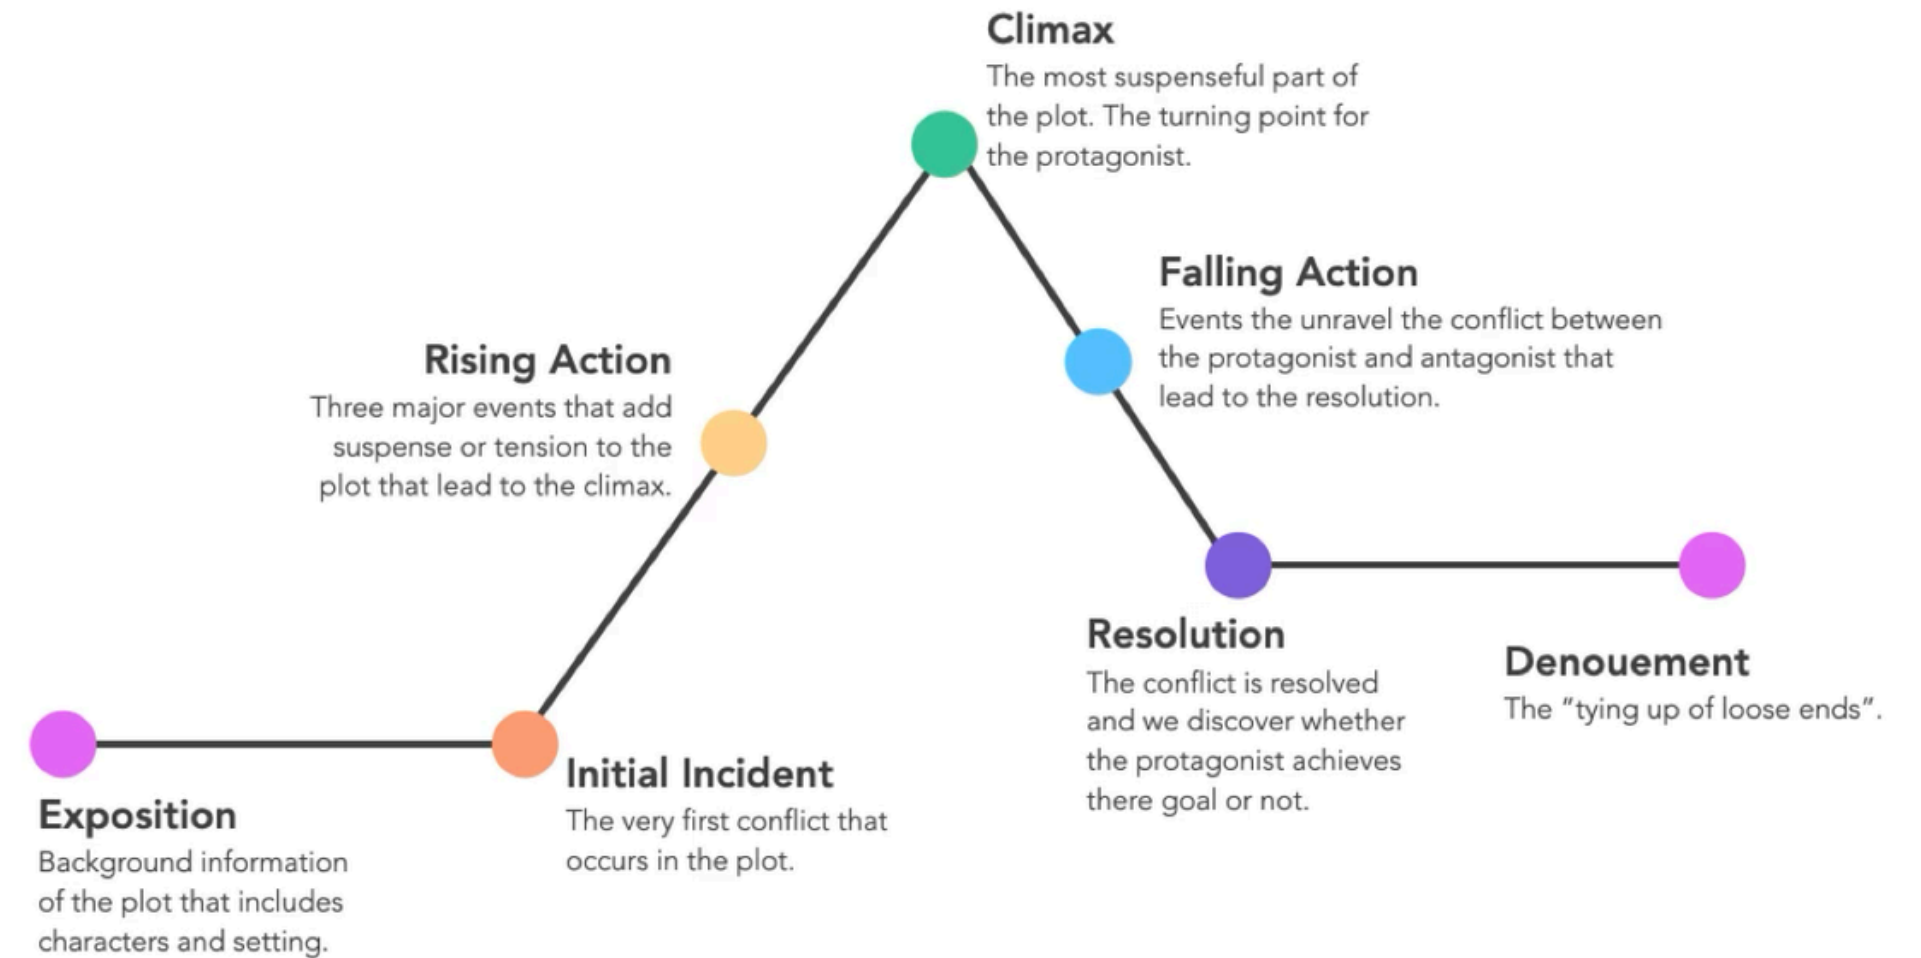 Climax
The most suspenseful part of
the plot. The turning point for
the protagonist.
Falling Action
Events the unravel the conflict between
the protagonist and antagonist that
lead to the resolution.
Rising Action
Three major events that add
suspense or tension to the
plot that lead to the climax.
Resolution
The conflict is resolved
and we discover whether
the protagonist achieves
there goal or not.
Denouement
The "tying up of loose ends".
Initial Incident
The very first conflict that
occurs in the plot.
Exposition
Background information
of the plot that includes
characters and setting.